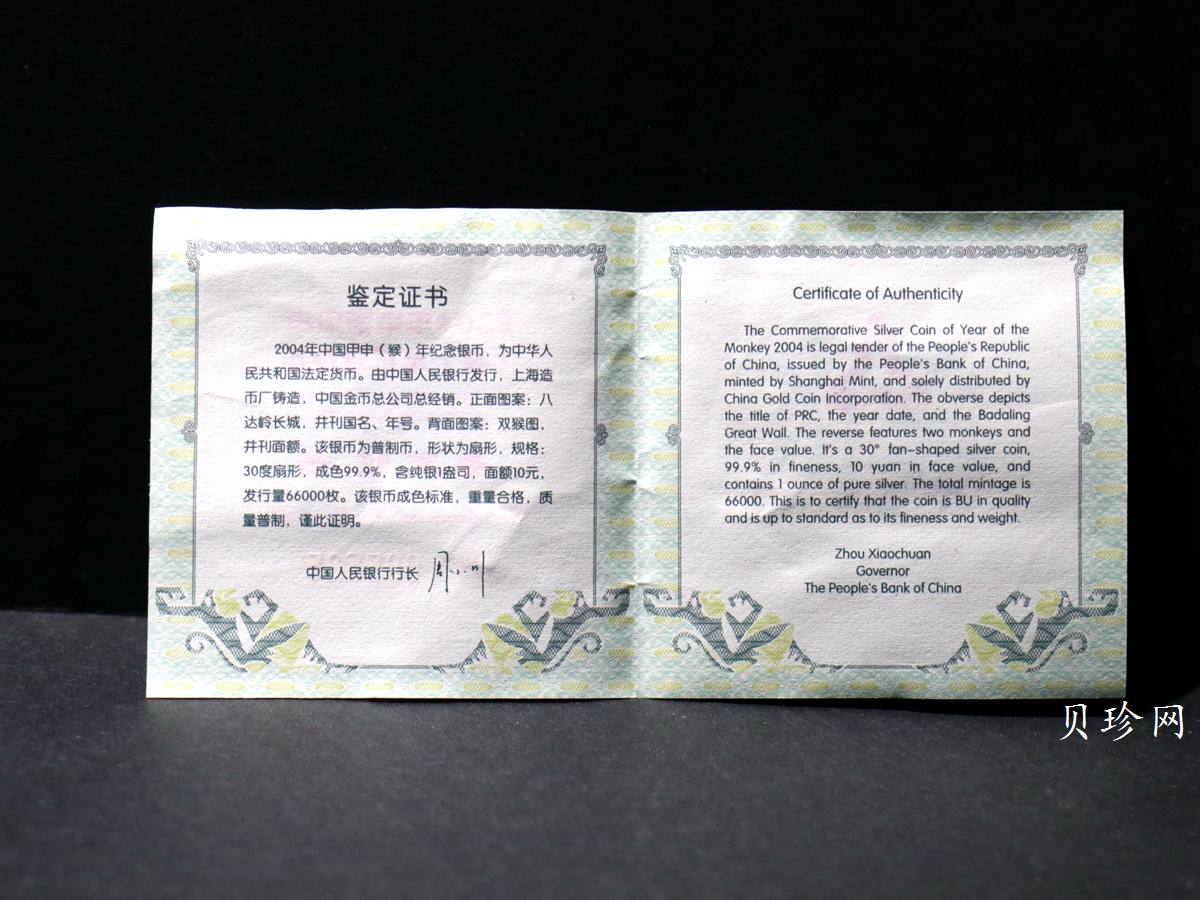 鉴定证书
2004年中国甲申（猴）年纪念银币，为中华人
民共和国法定货币。由中国人民银行发行，上海造
币厂铸造，中国金币总公司总经销。正面图案：八
达岭长城，并刊国名、年号。背面图案：双猴图，
并刊面额。该银币为普制币，形状为扇形，规格：
30度扇形，成色99.9%，含纯银1盎司，面额10元，
发行量66000枚。该银币成色标准，重量合格，质
量普制，谨此证明。
中国人民银行行长 周小川
Certificate of Authenticity
The Commemorative Silver Coin of Year of the
Monkey 2004 is legal tender of the People's Republic
of China, issued by the People's Bank of China,
minted by Shanghai Mint, and solely distributed by
China Gold Coin Incorporation. The obverse depicts
the title of PRC, the year date, and the Badaling
Great Wall. The reverse features two monkeys and
the face value. It's a 30° fan-shaped silver coin,
99.9% in fineness, 10 yuan in face value, and
contains 1 ounce of pure silver. The total mintage is
66000. This is to certify that the coin is BU in quality
and is up to standard as to its fineness and weight.
Zhou Xiaochuan
Governor
The People's Bank of China
贝珍网